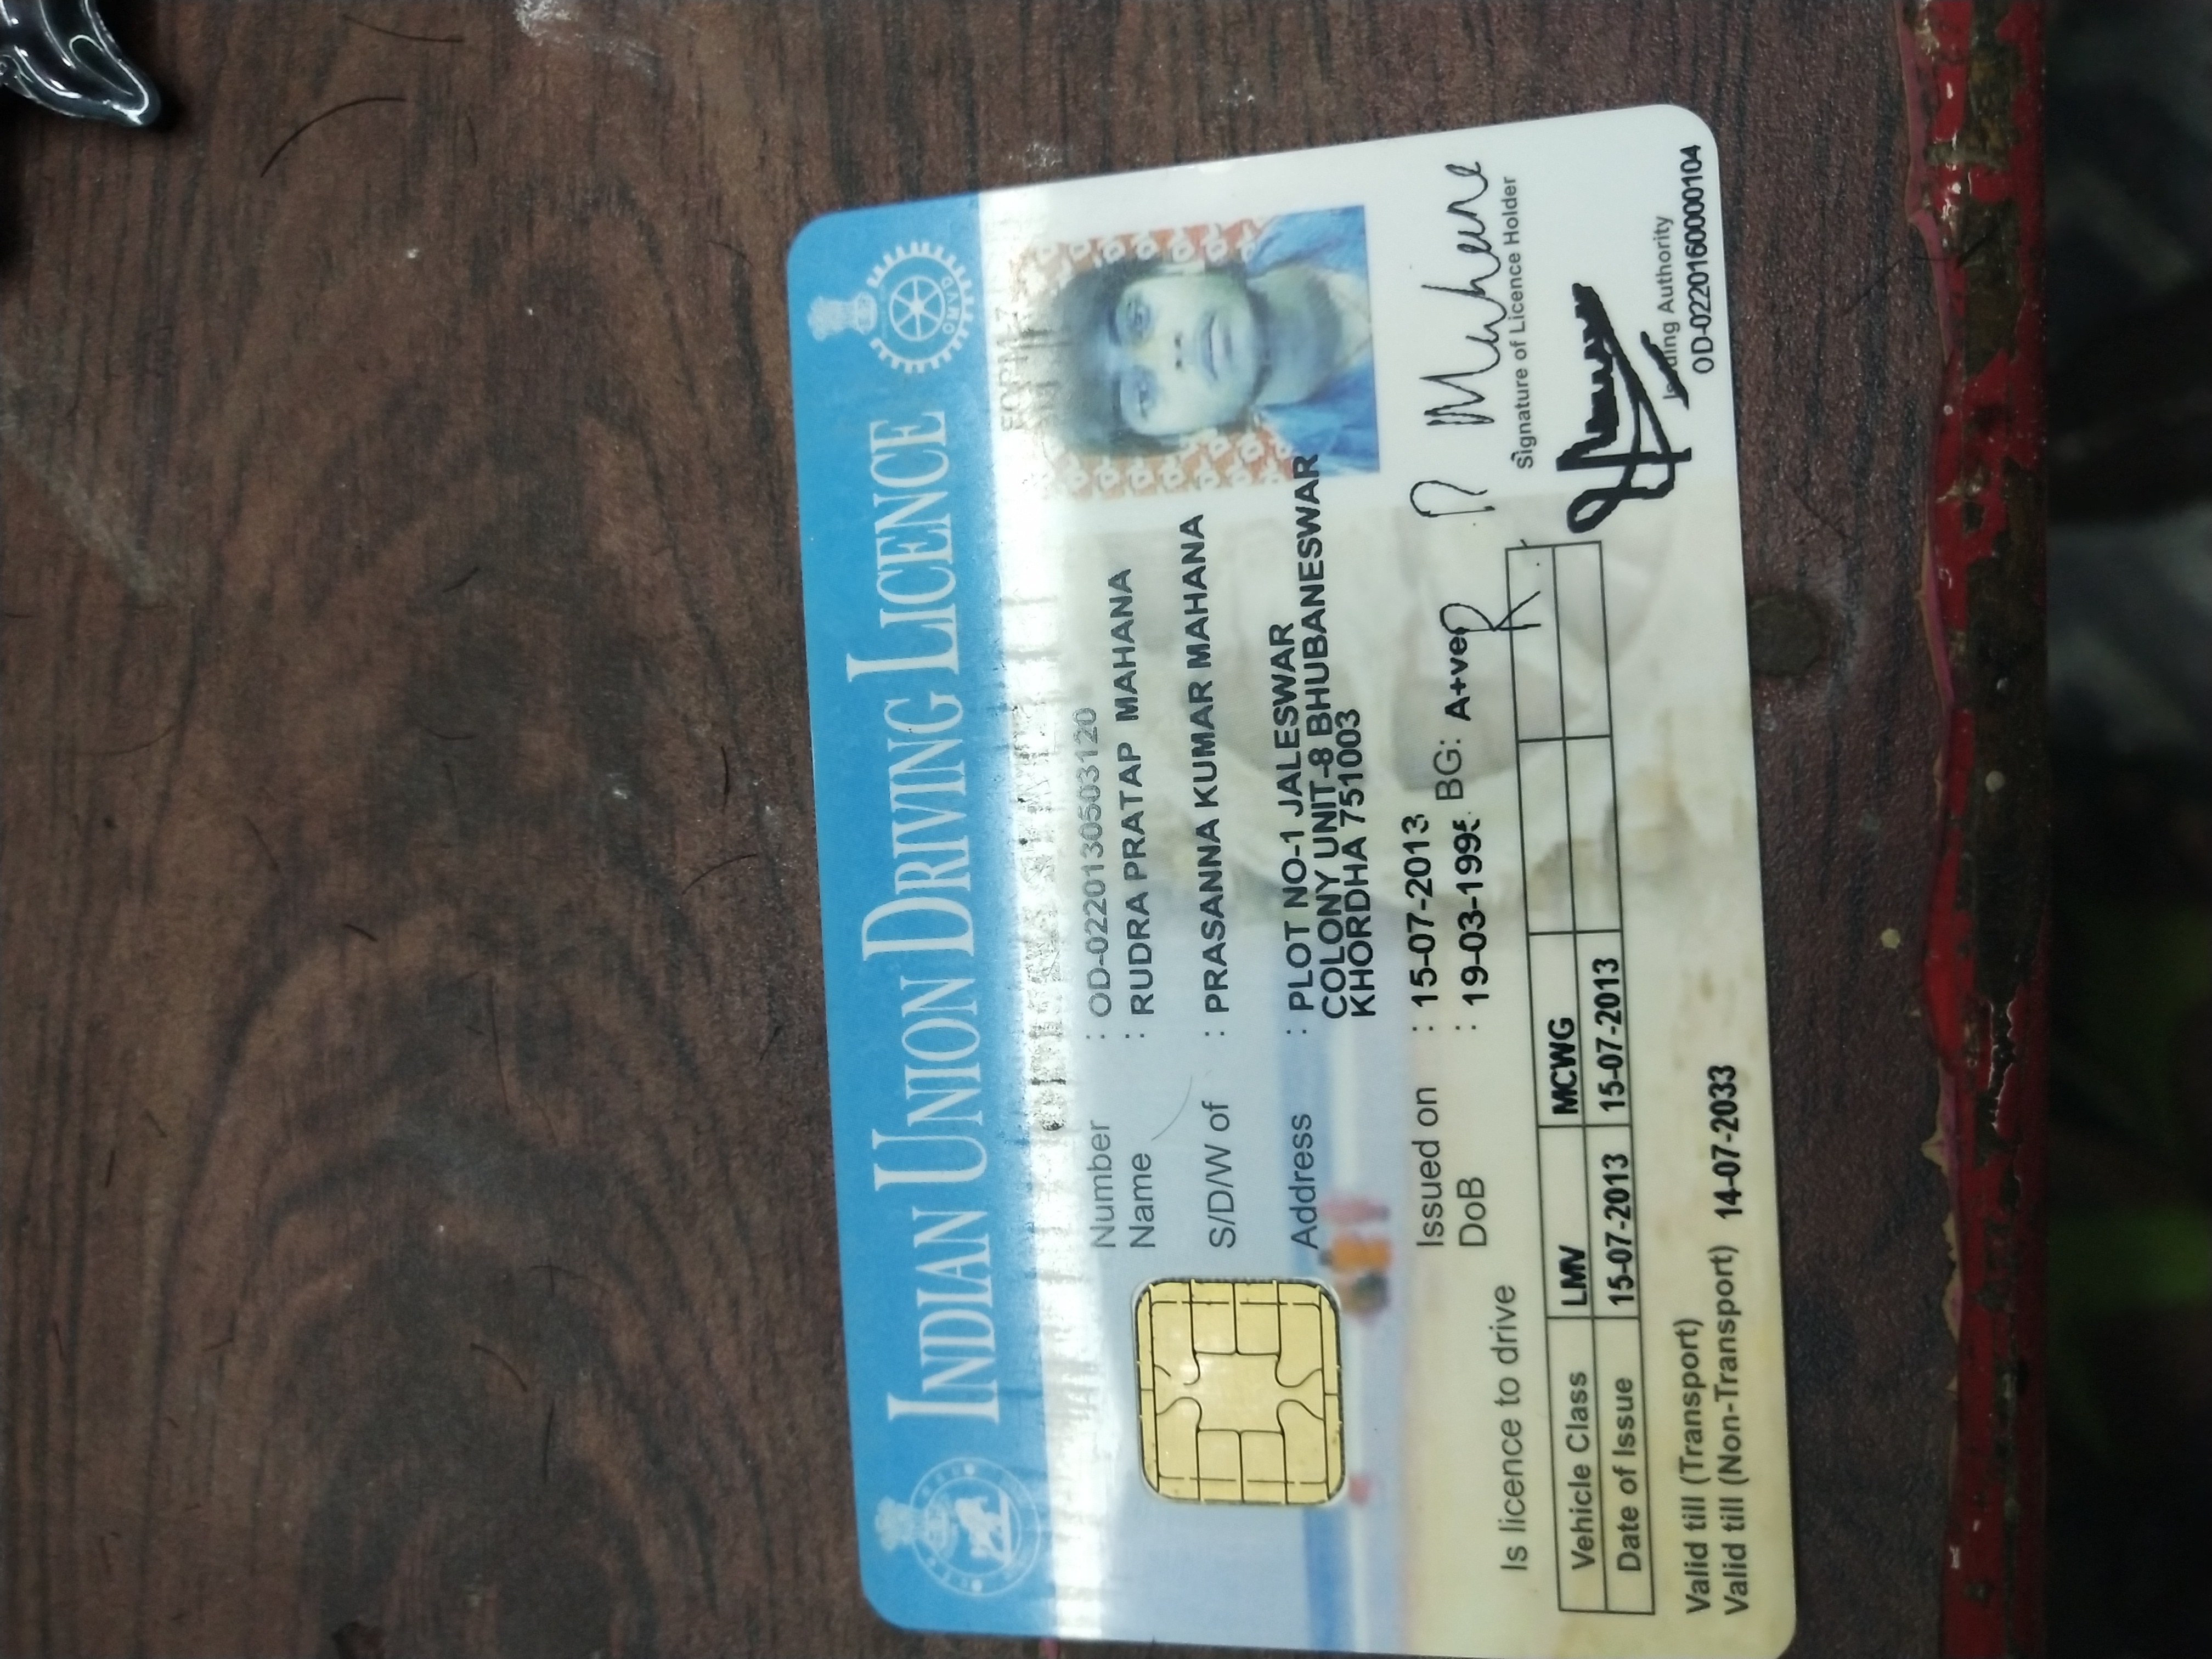 INDIAN UNION DRIVING LICENCE
Number : OD-0220130503120
Name : RUDRA PRATAP MAHANA
S/D/W of : PRASANNA KUMAR MAHANA
Address : PLOT NO-1 JALESWAR
COLONY UNIT-8 BHUBANESWAR
KHORDHA 751003
Issued on : 15-07-2013
DoB : 19-03-1995 BG: A+ve
R Mahana
Signature of Licence Holder
Is licence to drive
Vehicle Class LMV MCWG
Date of Issue 15-07-2013 15-07-2013
Valid till (Transport)
Valid till (Non-Transport) 14-07-2033
Issuing Authority
OD-0220160000104